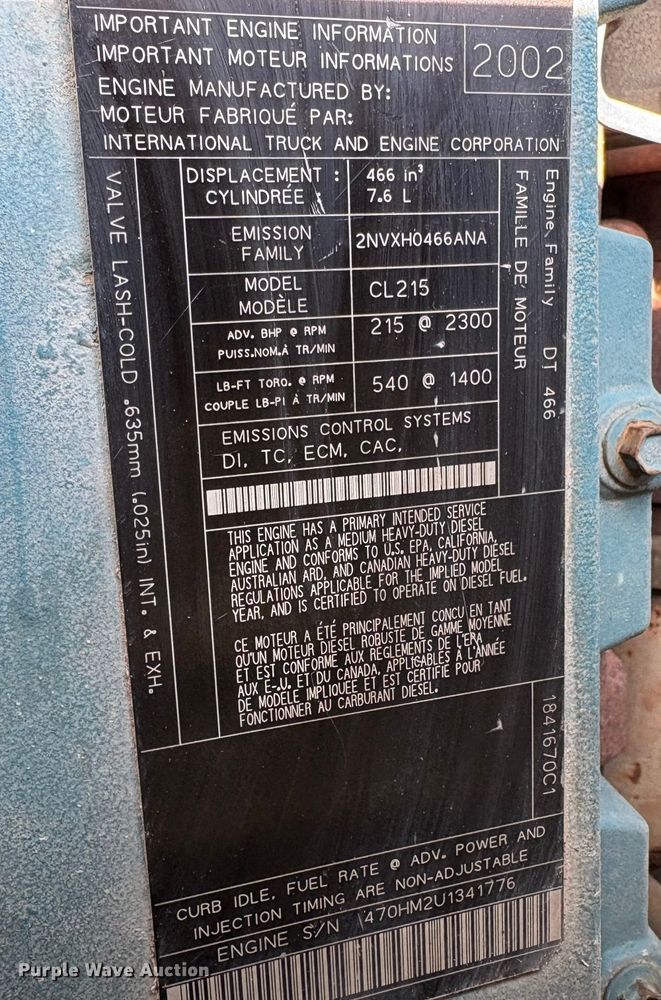 IMPORTANT ENGINE INFORMATION
IMPORTANT MOTEUR INFORMATIONS
2002
ENGINE MANUFACTURED BY:
MOTEUR FABRIQUÉ PAR:
INTERNATIONAL TRUCK AND ENGINE CORPORATION
VALVE LASH-COLD .635mm (.025in) INT. & EXH.
DISPLACEMENT : 466 in³
CYLINDRÉE : 7.6 L
EMISSION
FAMILY
2NVXH0466ANA
MODEL
MODÈLE
CL215
ADV. BHP @ RPM
PUISS.NOM.À TR/MIN
215 @ 2300
LB-FT TORQ. @ RPM
COUPLE LB-PI À TR/MIN
540 @ 1400
EMISSIONS CONTROL SYSTEMS
DI, TC, ECM, CAC,
Engine Family DT 466
FAMILLE DE MOTEUR
THIS ENGINE HAS A PRIMARY INTENDED SERVICE
APPLICATION AS A MEDIUM HEAVY-DUTY DIESEL
ENGINE AND CONFORMS TO U.S. EPA, CALIFORNIA,
AUSTRALIAN ARD, AND CANADIAN HEAVY-DUTY DIESEL
REGULATIONS APPLICABLE FOR THE IMPLIED MODEL
YEAR, AND IS CERTIFIED TO OPERATE ON DIESEL FUEL.
CE MOTEUR A ÉTÉ PRINCIPALEMENT CONCU EN TANT
QU'UN MOTEUR DIESEL ROBUSTE DE GAMME MOYENNE
ET EST CONFORME AUX REGLEMENTS DE L'ERA
AUX É-U. ET DU CANADA, APPLICABLES À L'ANNÉE
DE MODÈLE IMPLIQUÉE ET EST CERTIFIÉ POUR
FONCTIONNER AU CARBURANT DIESEL.
1841670C1
CURB IDLE, FUEL RATE @ ADV. POWER AND
INJECTION TIMING ARE NON-ADJUSTABLE
ENGINE S/N 470HM2U1341776
Purple Wave Auction